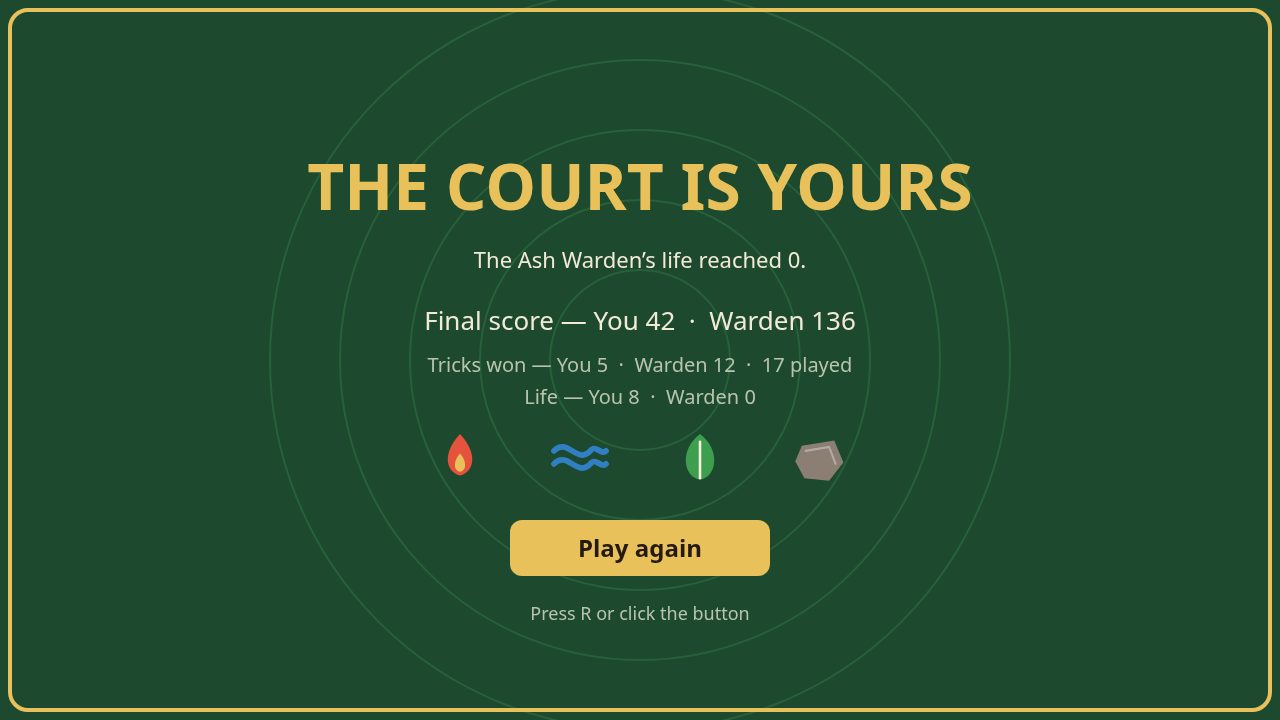 THE COURT IS YOURS
The Ash Warden’s life reached 0.
Final score — You 42 · Warden 136
Tricks won — You 5 · Warden 12 · 17 played
Life — You 8 · Warden 0
Play again
Press R or click the button